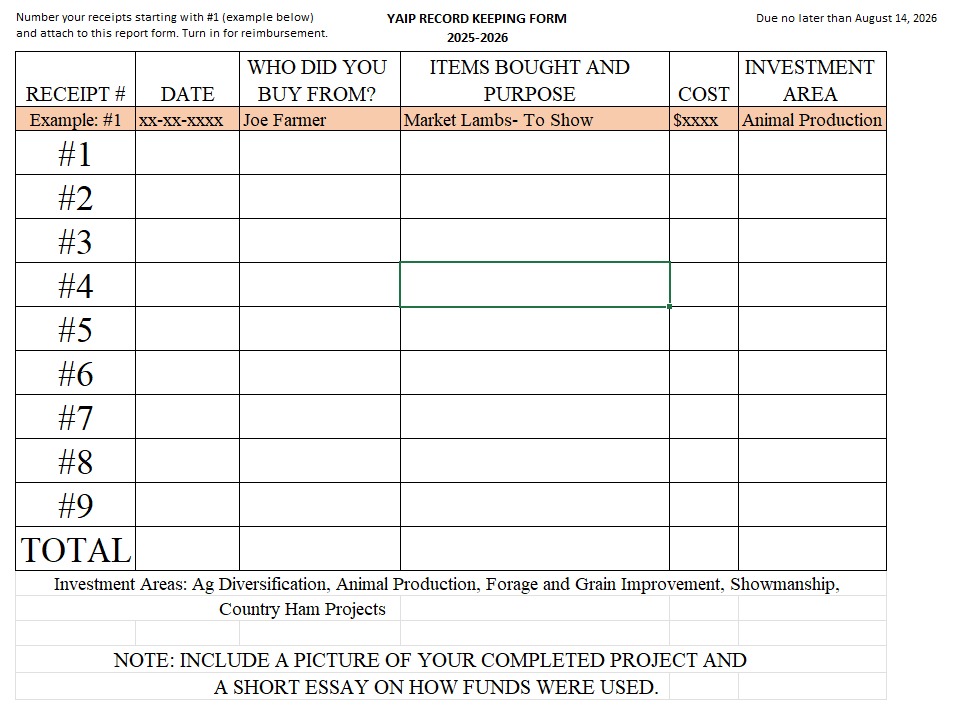 Number your receipts starting with #1 (example below)
and attach to this report form. Turn in for reimbursement.
YAIP RECORD KEEPING FORM
2025-2026
Due no later than August 14, 2026
RECEIPT #
DATE
WHO DID YOU
BUY FROM?
ITEMS BOUGHT AND
PURPOSE
COST
INVESTMENT
AREA
Example: #1
xx-xx-xxxx
Joe Farmer
Market Lambs- To Show
$xxxx
Animal Production
#1
#2
#3
#4
#5
#6
#7
#8
#9
TOTAL
Investment Areas: Ag Diversification, Animal Production, Forage and Grain Improvement, Showmanship,
Country Ham Projects
NOTE: INCLUDE A PICTURE OF YOUR COMPLETED PROJECT AND
A SHORT ESSAY ON HOW FUNDS WERE USED.